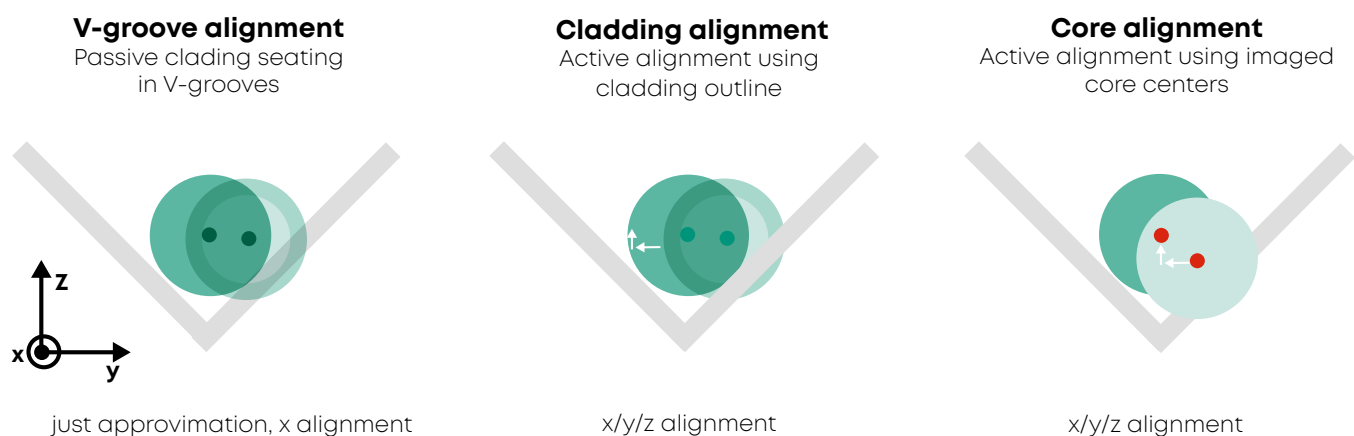 V-groove alignment
Passive clading seating
in V-grooves
Cladding alignment
Active alignment using
cladding outline
Core alignment
Active alignment using imaged
core centers
z
x
y
just approvimation, x alignment
x/y/z alignment
x/y/z alignment